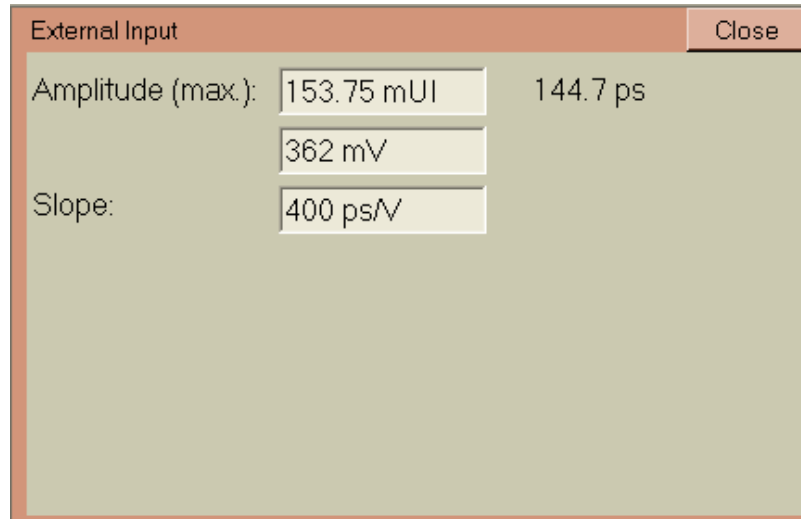 External Input Close
Amplitude (max.): 153.75 mUI 144.7 ps
362 mV
Slope: 400 ps/V